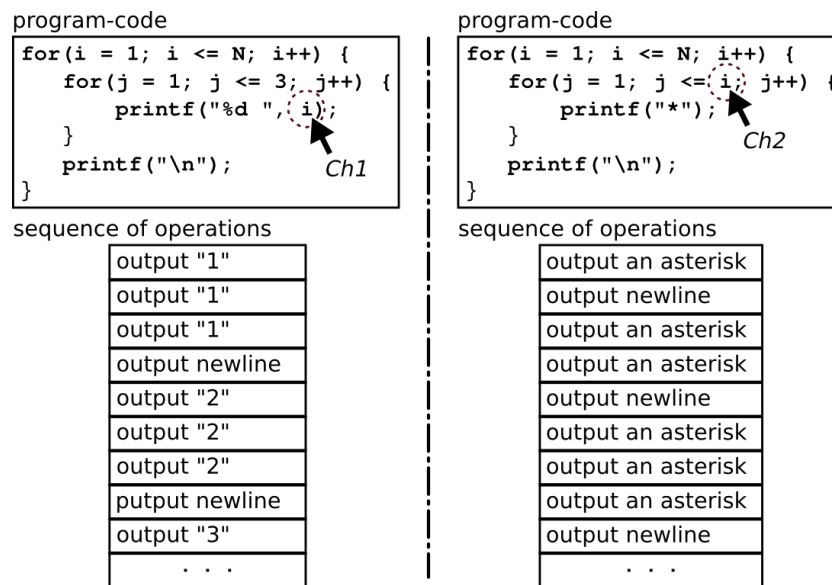 program-code
for(i = 1; i <= N; i++) {
for(j = 1; j <= 3; j++) {
printf("%d ", i);
}
printf("\n");
}
Ch1
sequence of operations
output "1"
output "1"
output "1"
output newline
output "2"
output "2"
output "2"
putput newline
output "3"
. . .
program-code
for(i = 1; i <= N; i++) {
for(j = 1; j <= i; j++) {
printf("*");
}
printf("\n");
}
Ch2
sequence of operations
output an asterisk
output newline
output an asterisk
output an asterisk
output newline
output an asterisk
output an asterisk
output an asterisk
output newline
. . .